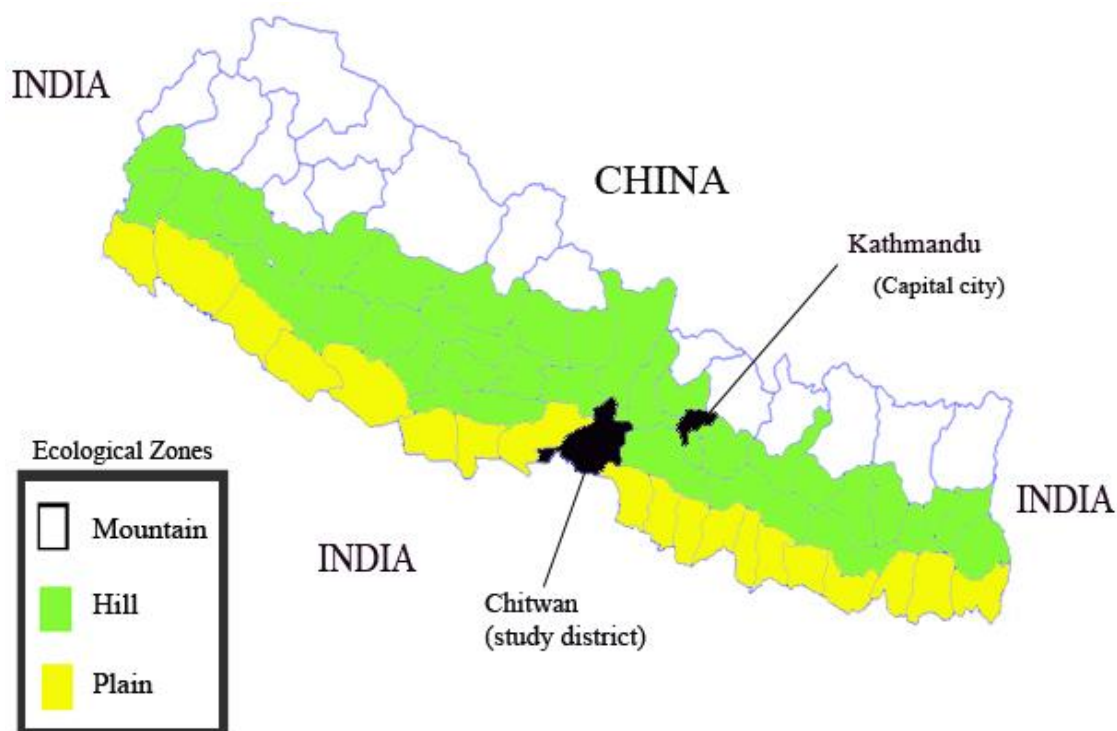 INDIA
CHINA
Kathmandu
(Capital city)
Ecological Zones
Mountain
Hill
Plain
INDIA
Chitwan
(study district)
INDIA